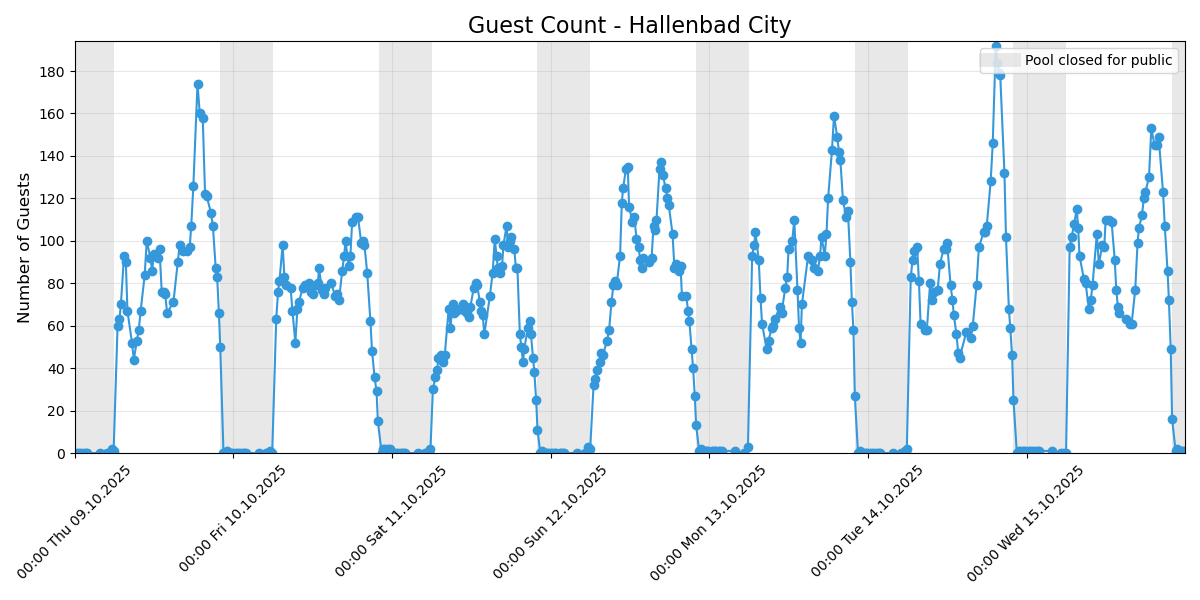 Guest Count - Hallenbad City
Pool closed for public
Number of Guests
180
160
140
120
100
80
60
40
20
0
00:00 Thu 09.10.2025
00:00 Fri 10.10.2025
00:00 Sat 11.10.2025
00:00 Sun 12.10.2025
00:00 Mon 13.10.2025
00:00 Tue 14.10.2025
00:00 Wed 15.10.2025